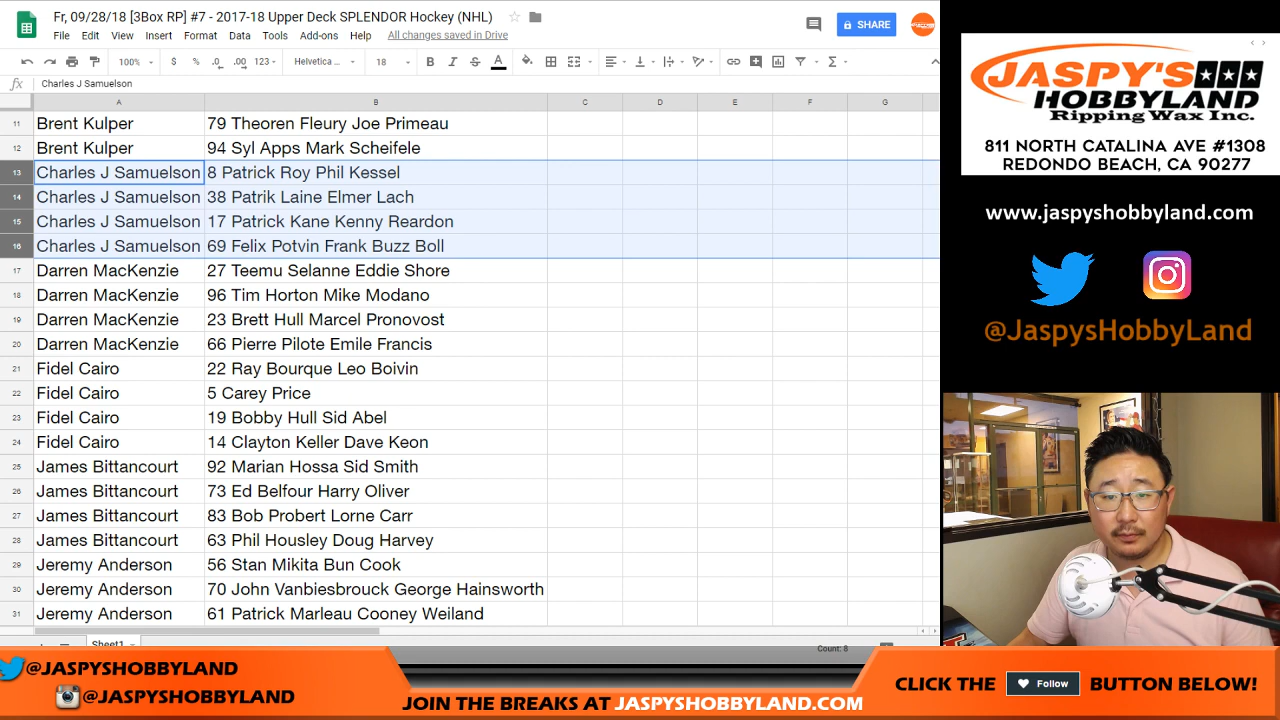 Fr, 09/28/18 [3Box RP] #7 - 2017-18 Upper Deck SPLENDOR Hockey (NHL)
File Edit View Insert Format Data Tools Add-ons Help All changes saved in Drive
SHARE
100% $ % .0 .00 123 Helvetica ... 18 B I S A
fx Charles J Samuelson
A B C D E F G
11 Brent Kulper 79 Theoren Fleury Joe Primeau
12 Brent Kulper 94 Syl Apps Mark Scheifele
13 Charles J Samuelson 8 Patrick Roy Phil Kessel
14 Charles J Samuelson 38 Patrik Laine Elmer Lach
15 Charles J Samuelson 17 Patrick Kane Kenny Reardon
16 Charles J Samuelson 69 Felix Potvin Frank Buzz Boll
17 Darren MacKenzie 27 Teemu Selanne Eddie Shore
18 Darren MacKenzie 96 Tim Horton Mike Modano
19 Darren MacKenzie 23 Brett Hull Marcel Pronovost
20 Darren MacKenzie 66 Pierre Pilote Emile Francis
21 Fidel Cairo 22 Ray Bourque Leo Boivin
22 Fidel Cairo 5 Carey Price
23 Fidel Cairo 19 Bobby Hull Sid Abel
24 Fidel Cairo 14 Clayton Keller Dave Keon
25 James Bittancourt 92 Marian Hossa Sid Smith
26 James Bittancourt 73 Ed Belfour Harry Oliver
27 James Bittancourt 83 Bob Probert Lorne Carr
28 James Bittancourt 63 Phil Housley Doug Harvey
29 Jeremy Anderson 56 Stan Mikita Bun Cook
30 Jeremy Anderson 70 John Vanbiesbrouck George Hainsworth
31 Jeremy Anderson 61 Patrick Marleau Cooney Weiland
Sheet1
Count: 8
JASPY'S
HOBBYLAND
Ripping Wax Inc.
811 NORTH CATALINA AVE #1308
REDONDO BEACH, CA 90277
www.jaspyshobbyland.com
@JaspysHobbyLand
@JASPYSHOBBYLAND
@JASPYSHOBBYLAND
JOIN THE BREAKS AT JASPYSHOBBYLAND.COM
CLICK THE Follow BUTTON BELOW!